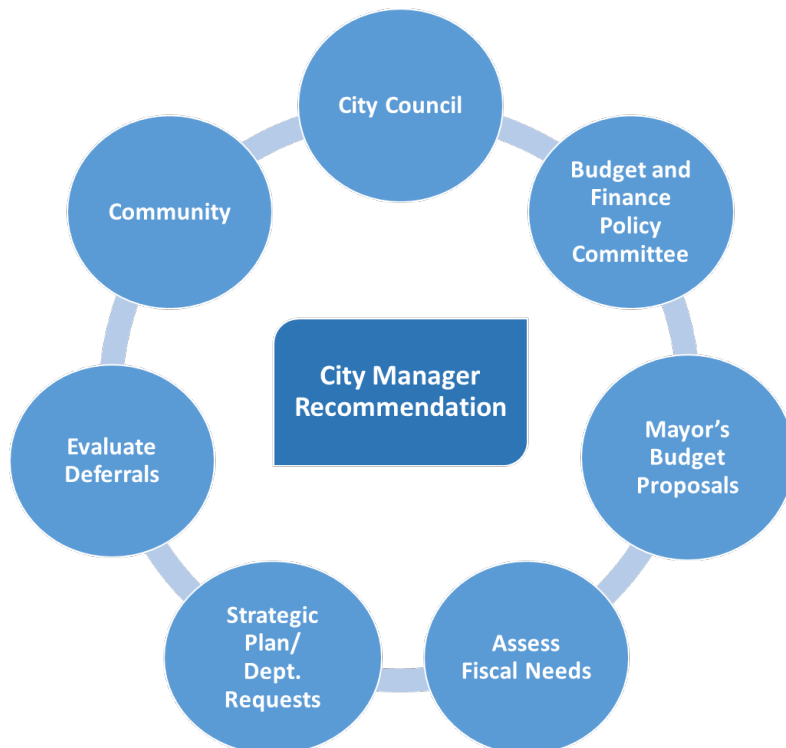 City Council
Budget and
Finance
Policy
Committee
Mayor’s
Budget
Proposals
Assess
Fiscal Needs
Strategic
Plan/
Dept.
Requests
Evaluate
Deferrals
Community
City Manager
Recommendation